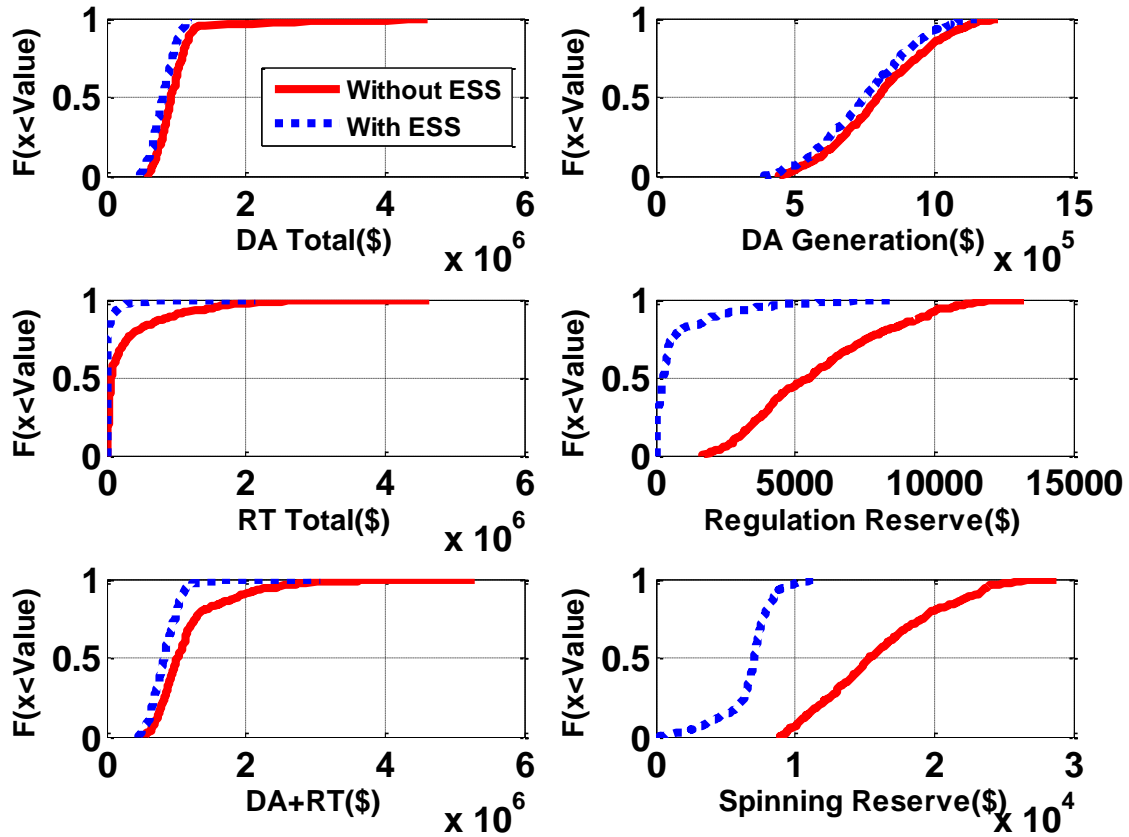 F(x<Value)
1
0.5
0
0 2 4 6
DA Total($)
x 10^6
Without ESS
With ESS
F(x<Value)
1
0.5
0
0 5 10 15
DA Generation($)
x 10^5
F(x<Value)
1
0.5
0
0 2 4 6
RT Total($)
x 10^6
F(x<Value)
1
0.5
0
0 5000 10000 15000
Regulation Reserve($)
F(x<Value)
1
0.5
0
0 2 4 6
DA+RT($)
x 10^6
F(x<Value)
1
0.5
0
0 1 2 3
Spinning Reserve($)
x 10^4